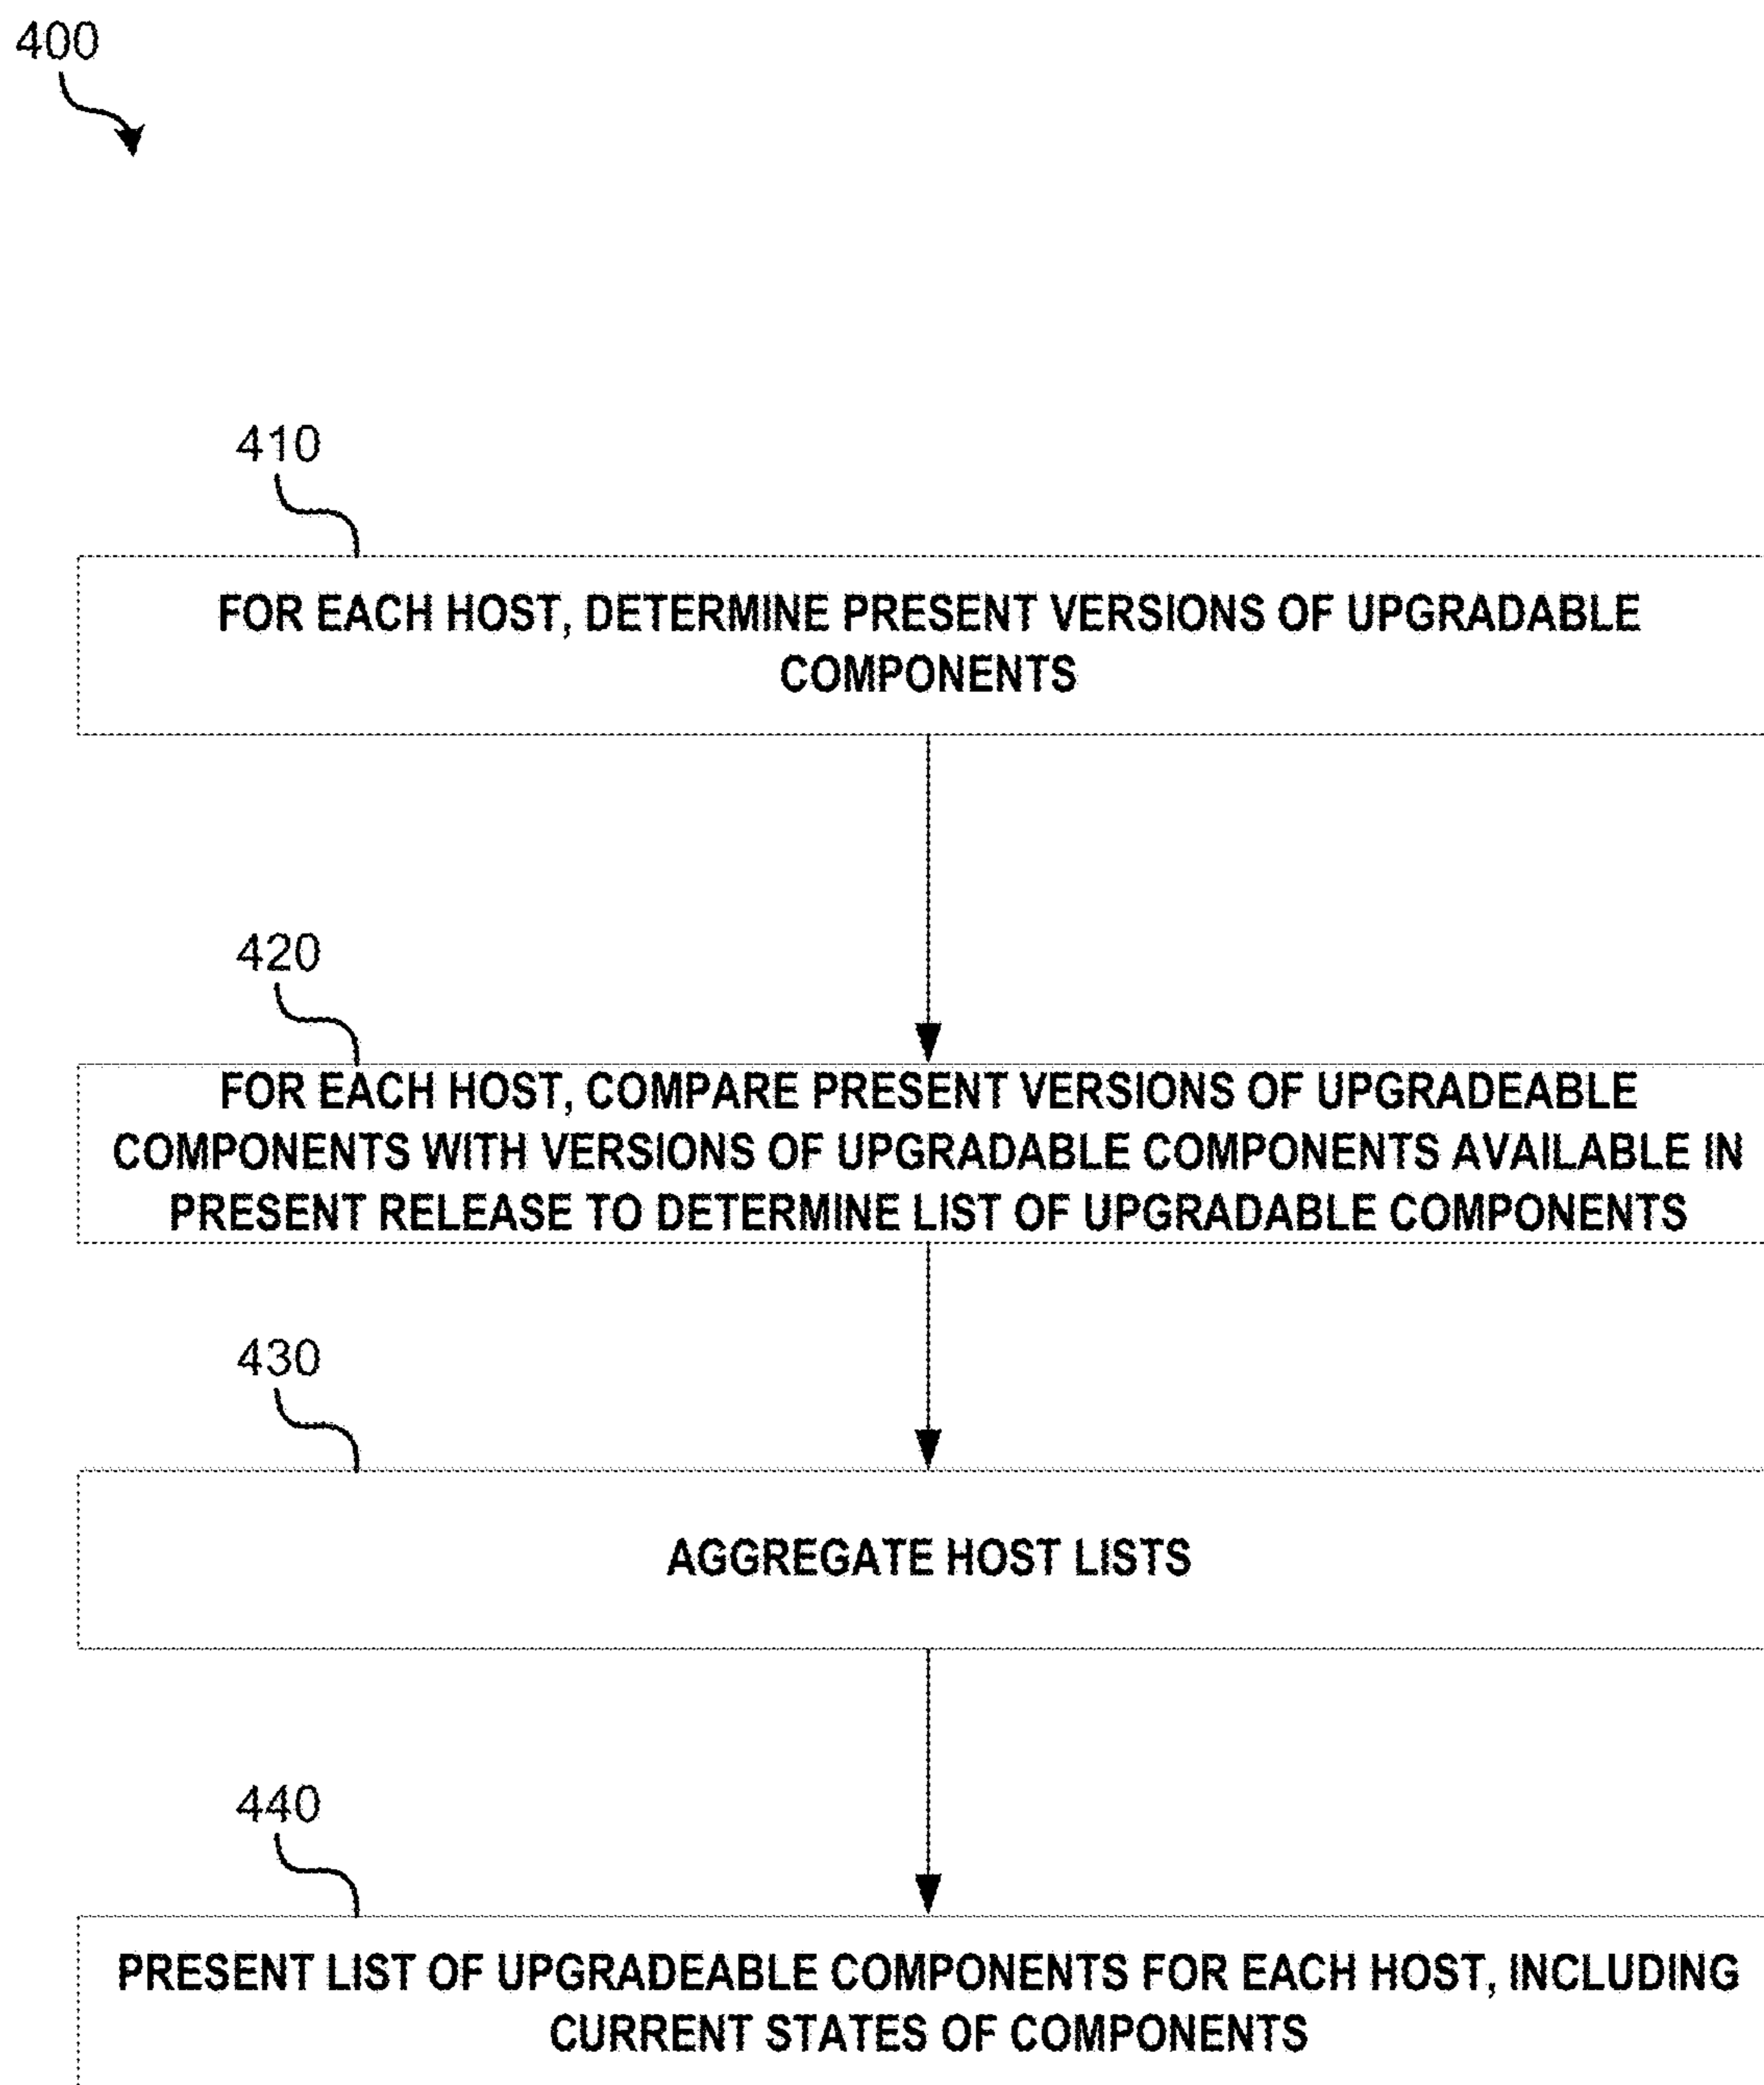 400
410
FOR EACH HOST, DETERMINE PRESENT VERSIONS OF UPGRADABLE
COMPONENTS
420
FOR EACH HOST, COMPARE PRESENT VERSIONS OF UPGRADEABLE
COMPONENTS WITH VERSIONS OF UPGRADABLE COMPONENTS AVAILABLE IN
PRESENT RELEASE TO DETERMINE LIST OF UPGRADABLE COMPONENTS
430
AGGREGATE HOST LISTS
440
PRESENT LIST OF UPGRADEABLE COMPONENTS FOR EACH HOST, INCLUDING
CURRENT STATES OF COMPONENTS